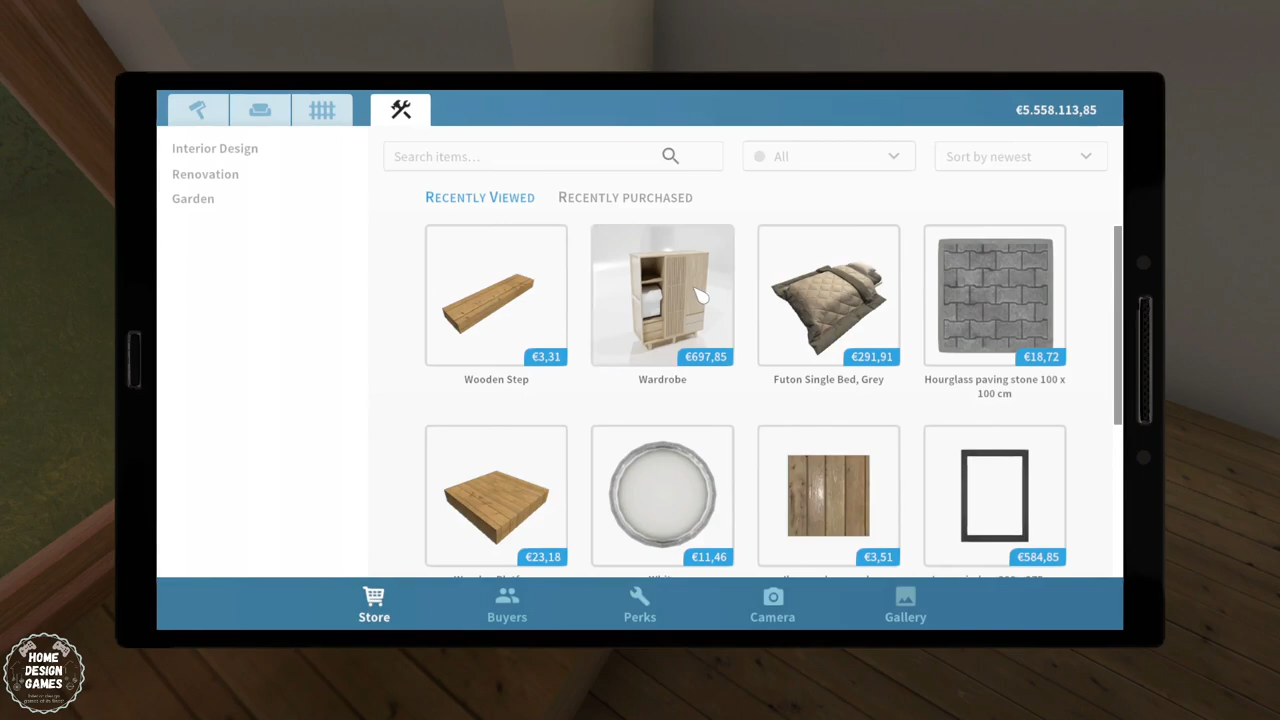 €5.558.113,85
Interior Design
Renovation
Garden
Search items…
All
Sort by newest
RECENTLY VIEWED
RECENTLY PURCHASED
€3,31
€697,85
€291,91
€18,72
Wooden Step
Wardrobe
Futon Single Bed, Grey
Hourglass paving stone 100 x
100 cm
€23,18
€11,46
€3,51
€584,85
Store
Buyers
Perks
Camera
Gallery
HOME
DESIGN
GAMES